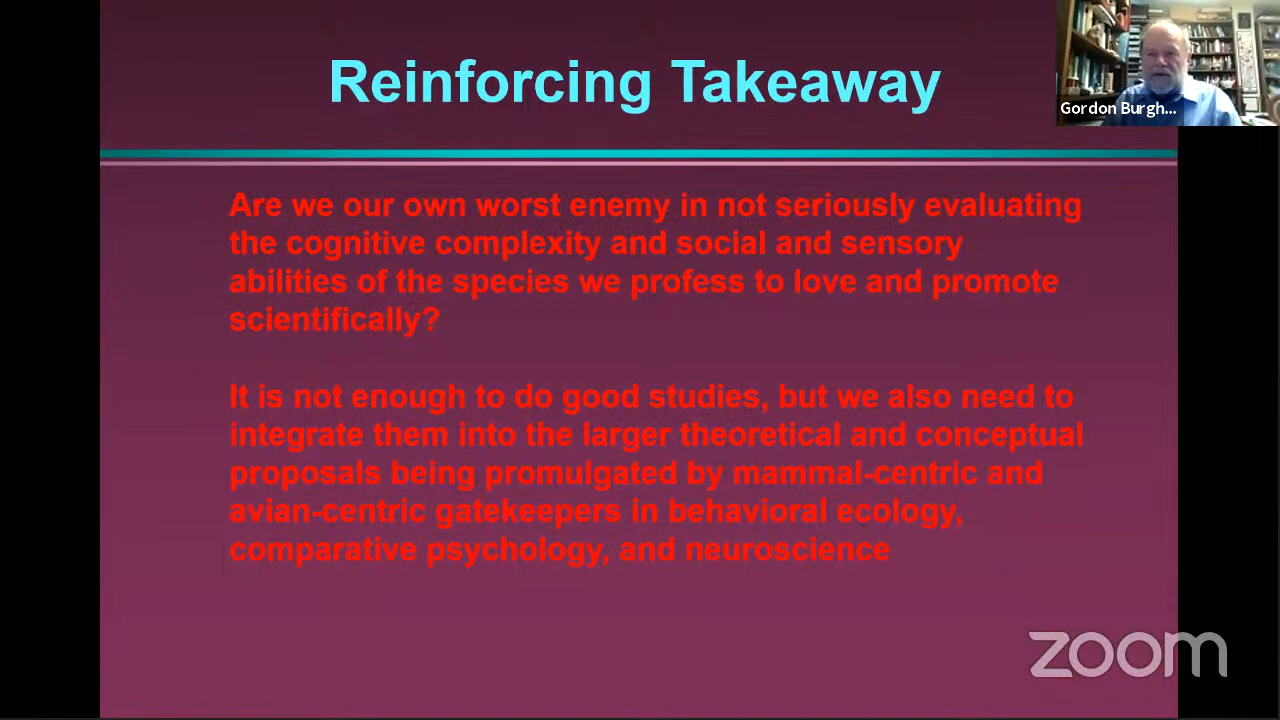 Reinforcing Takeaway
Gordon Burgh...
Are we our own worst enemy in not seriously evaluating
the cognitive complexity and social and sensory
abilities of the species we profess to love and promote
scientifically?
It is not enough to do good studies, but we also need to
integrate them into the larger theoretical and conceptual
proposals being promulgated by mammal-centric and
avian-centric gatekeepers in behavioral ecology,
comparative psychology, and neuroscience
zoom